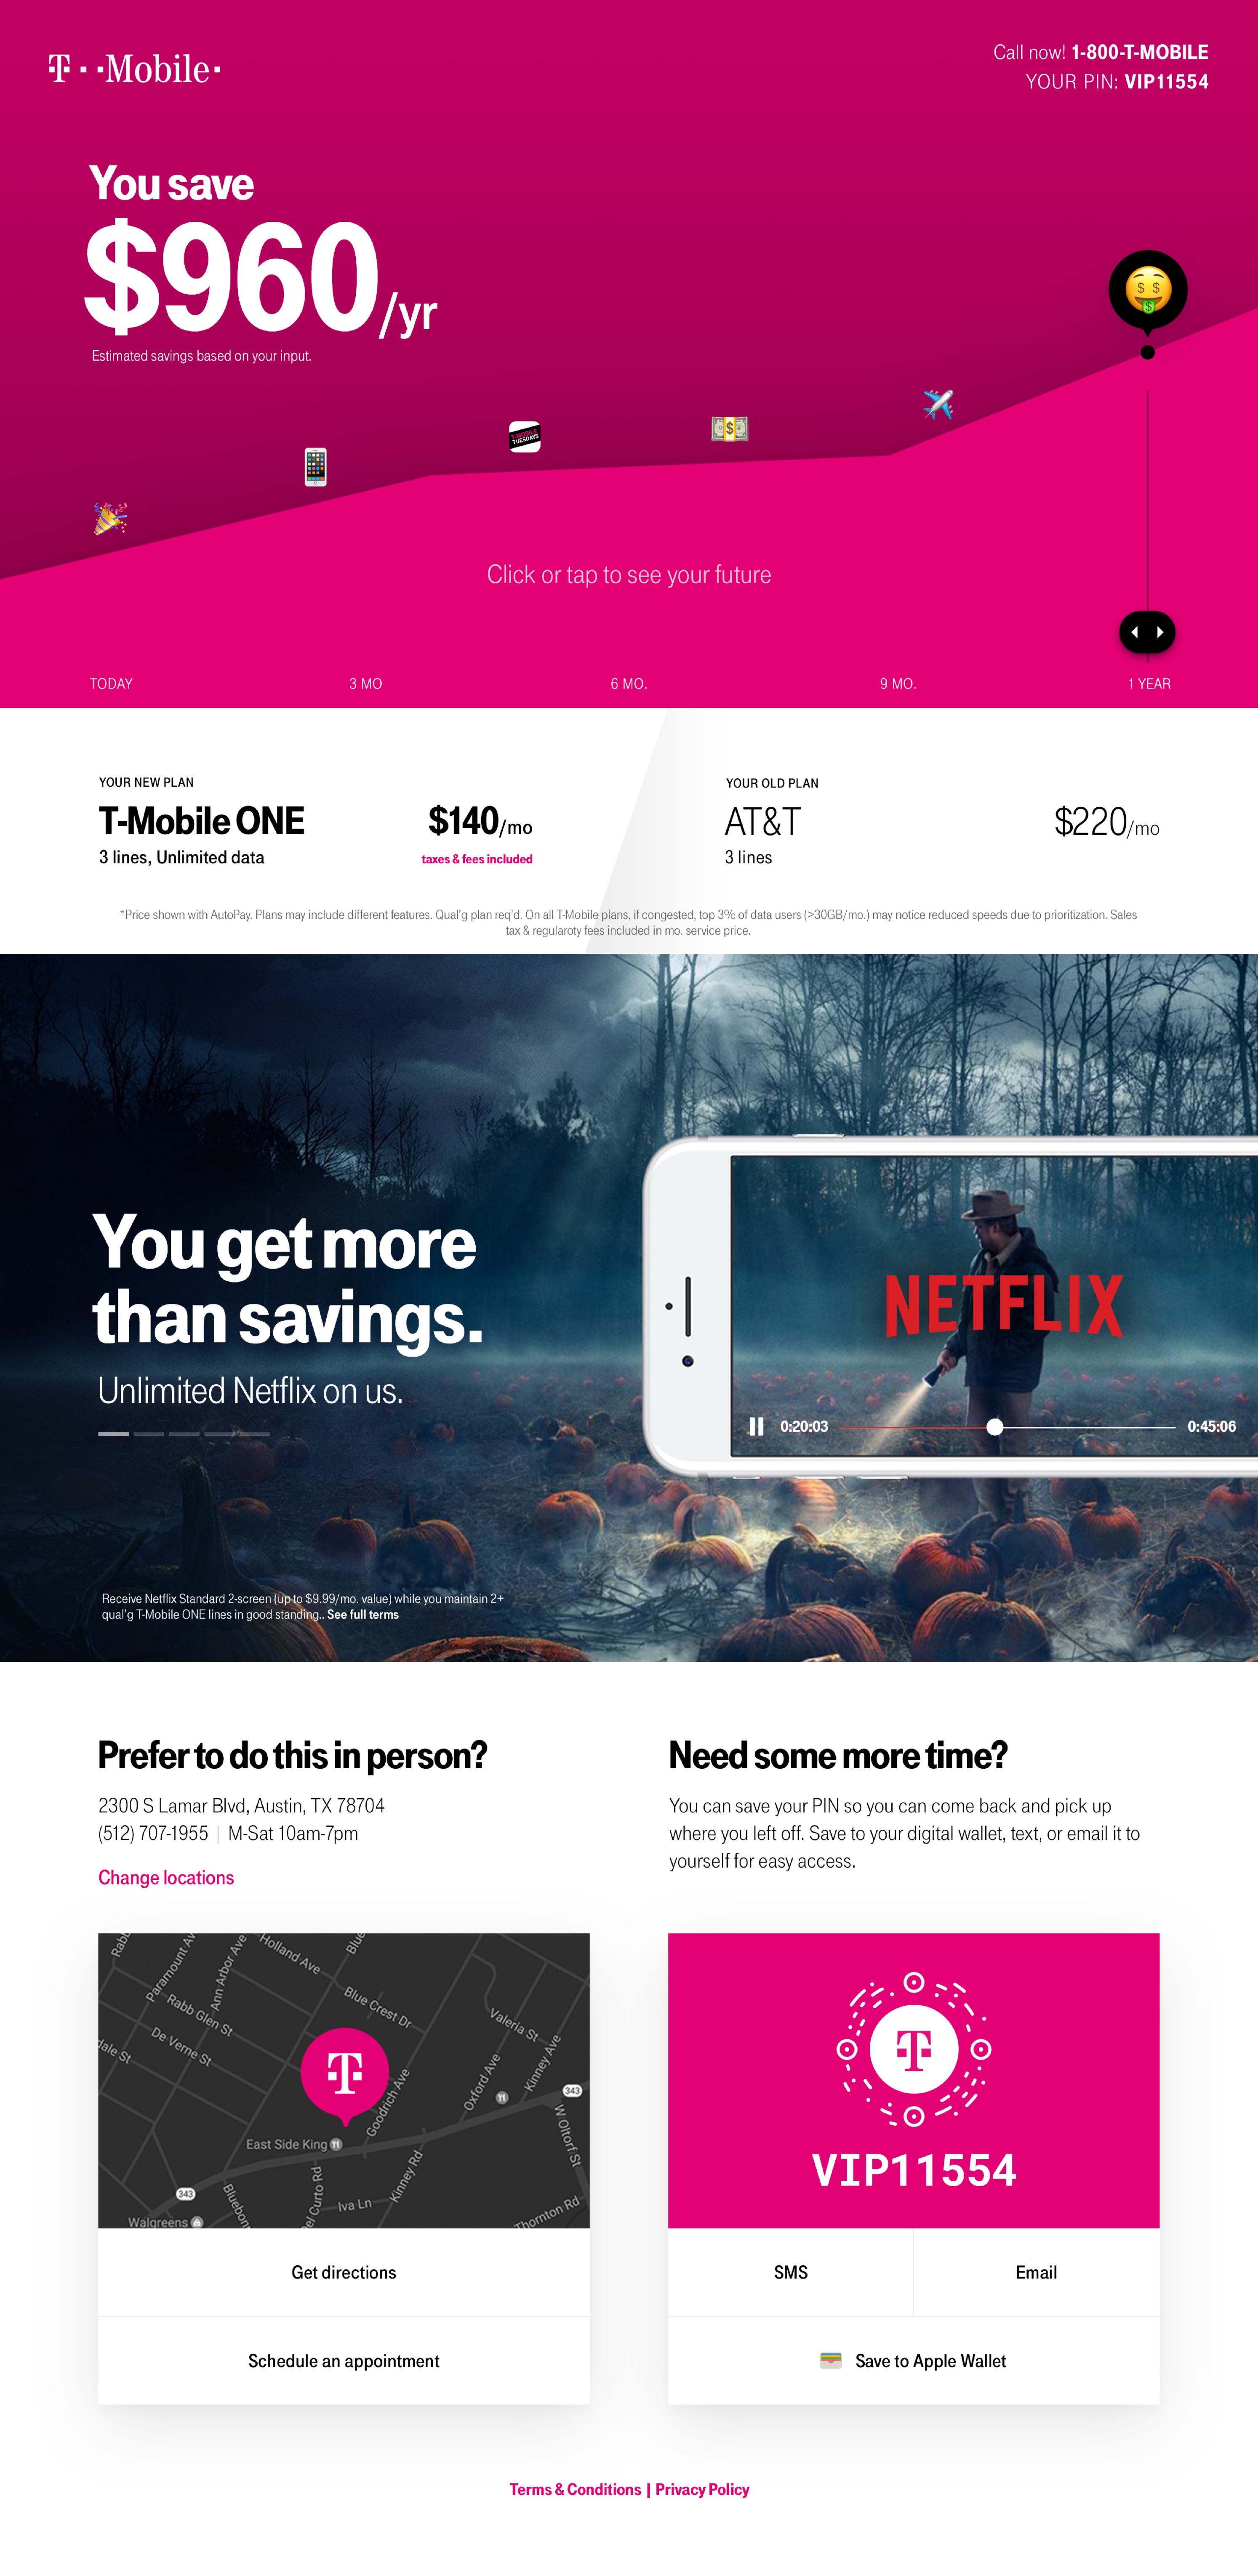 T Mobile
Call now! 1-800-T-MOBILE
YOUR PIN: VIP11554
You save
$960/yr
Estimated savings based on your input.
T-MOBILE
TUESDAYS
Click or tap to see your future
TODAY
3 MO
6 MO.
9 MO.
1 YEAR
YOUR NEW PLAN
T-Mobile ONE
$140/mo
3 lines, Unlimited data
taxes & fees included
YOUR OLD PLAN
AT&T
$220/mo
3 lines
*Price shown with AutoPay. Plans may include different features. Qual'g plan req'd. On all T-Mobile plans, if congested, top 3% of data users (>30GB/mo.) may notice reduced speeds due to prioritization. Sales
tax & regularoty fees included in mo. service price.
You get more
than savings.
Unlimited Netflix on us.
NETFLIX
0:20:03
0:45:06
Receive Netflix Standard 2-screen (up to $9.99/mo. value) while you maintain 2+
qual'g T-Mobile ONE lines in good standing.. See full terms
Prefer to do this in person?
2300 S Lamar Blvd, Austin, TX 78704
(512) 707-1955 | M-Sat 10am-7pm
Change locations
Need some more time?
You can save your PIN so you can come back and pick up
where you left off. Save to your digital wallet, text, or email it to
yourself for easy access.
Rabb
Paramount Av
Ann Arbor Ave
Holland Ave
Blue
Rabb Glen St
Blue Crest Dr
De Verne St
dale St
Valeria St
Kinney Ave
Oxford Ave
Goodrich Ave
343
W Oltorf St
East Side King
Kinney Rd
343
Bluebon
el Curto Rd
Iva Ln
Thornton Rd
Walgreens
T
T
VIP11554
Get directions
Schedule an appointment
SMS
Email
Save to Apple Wallet
Terms & Conditions | Privacy Policy